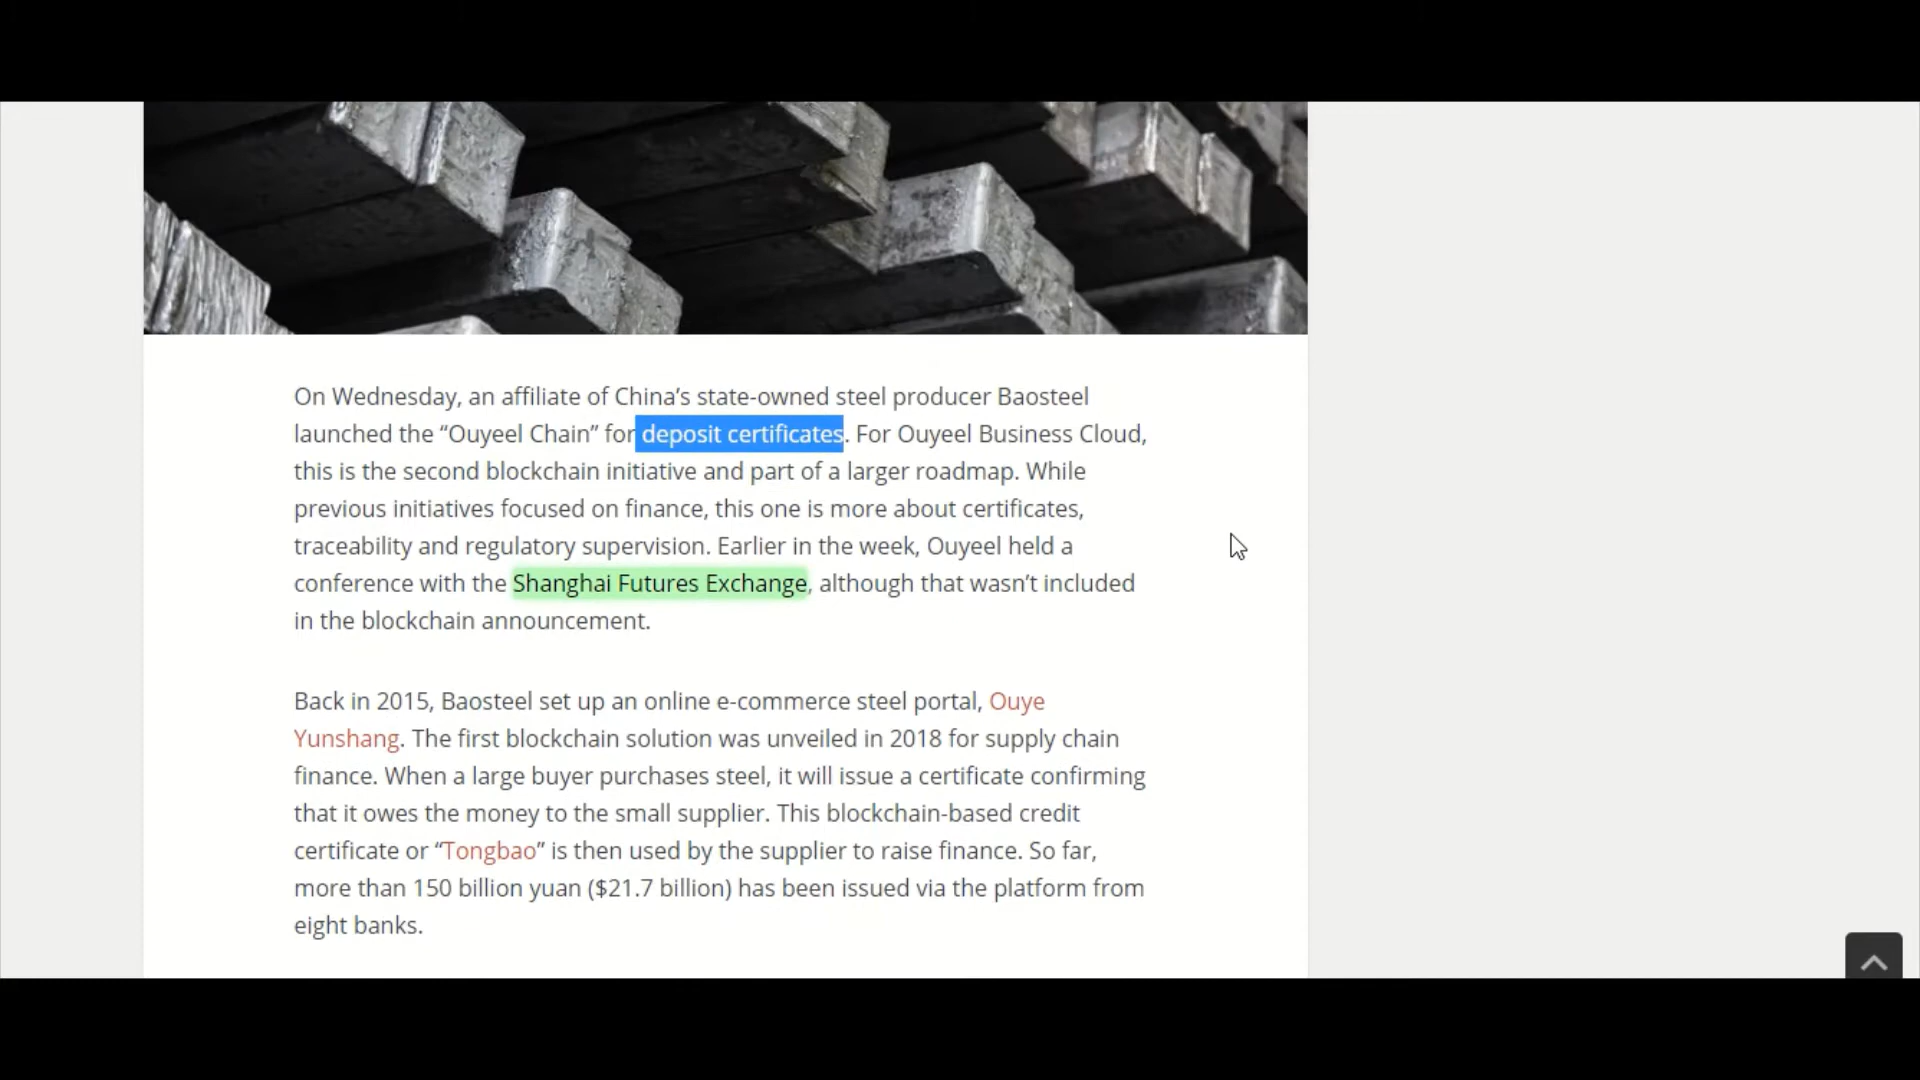 On Wednesday, an affiliate of China’s state-owned steel producer Baosteel
launched the “Ouyeel Chain” for deposit certificates. For Ouyeel Business Cloud,
this is the second blockchain initiative and part of a larger roadmap. While
previous initiatives focused on finance, this one is more about certificates,
traceability and regulatory supervision. Earlier in the week, Ouyeel held a
conference with the Shanghai Futures Exchange, although that wasn’t included
in the blockchain announcement.
Back in 2015, Baosteel set up an online e-commerce steel portal, Ouye
Yunshang. The first blockchain solution was unveiled in 2018 for supply chain
finance. When a large buyer purchases steel, it will issue a certificate confirming
that it owes the money to the small supplier. This blockchain-based credit
certificate or “Tongbao” is then used by the supplier to raise finance. So far,
more than 150 billion yuan ($21.7 billion) has been issued via the platform from
eight banks.